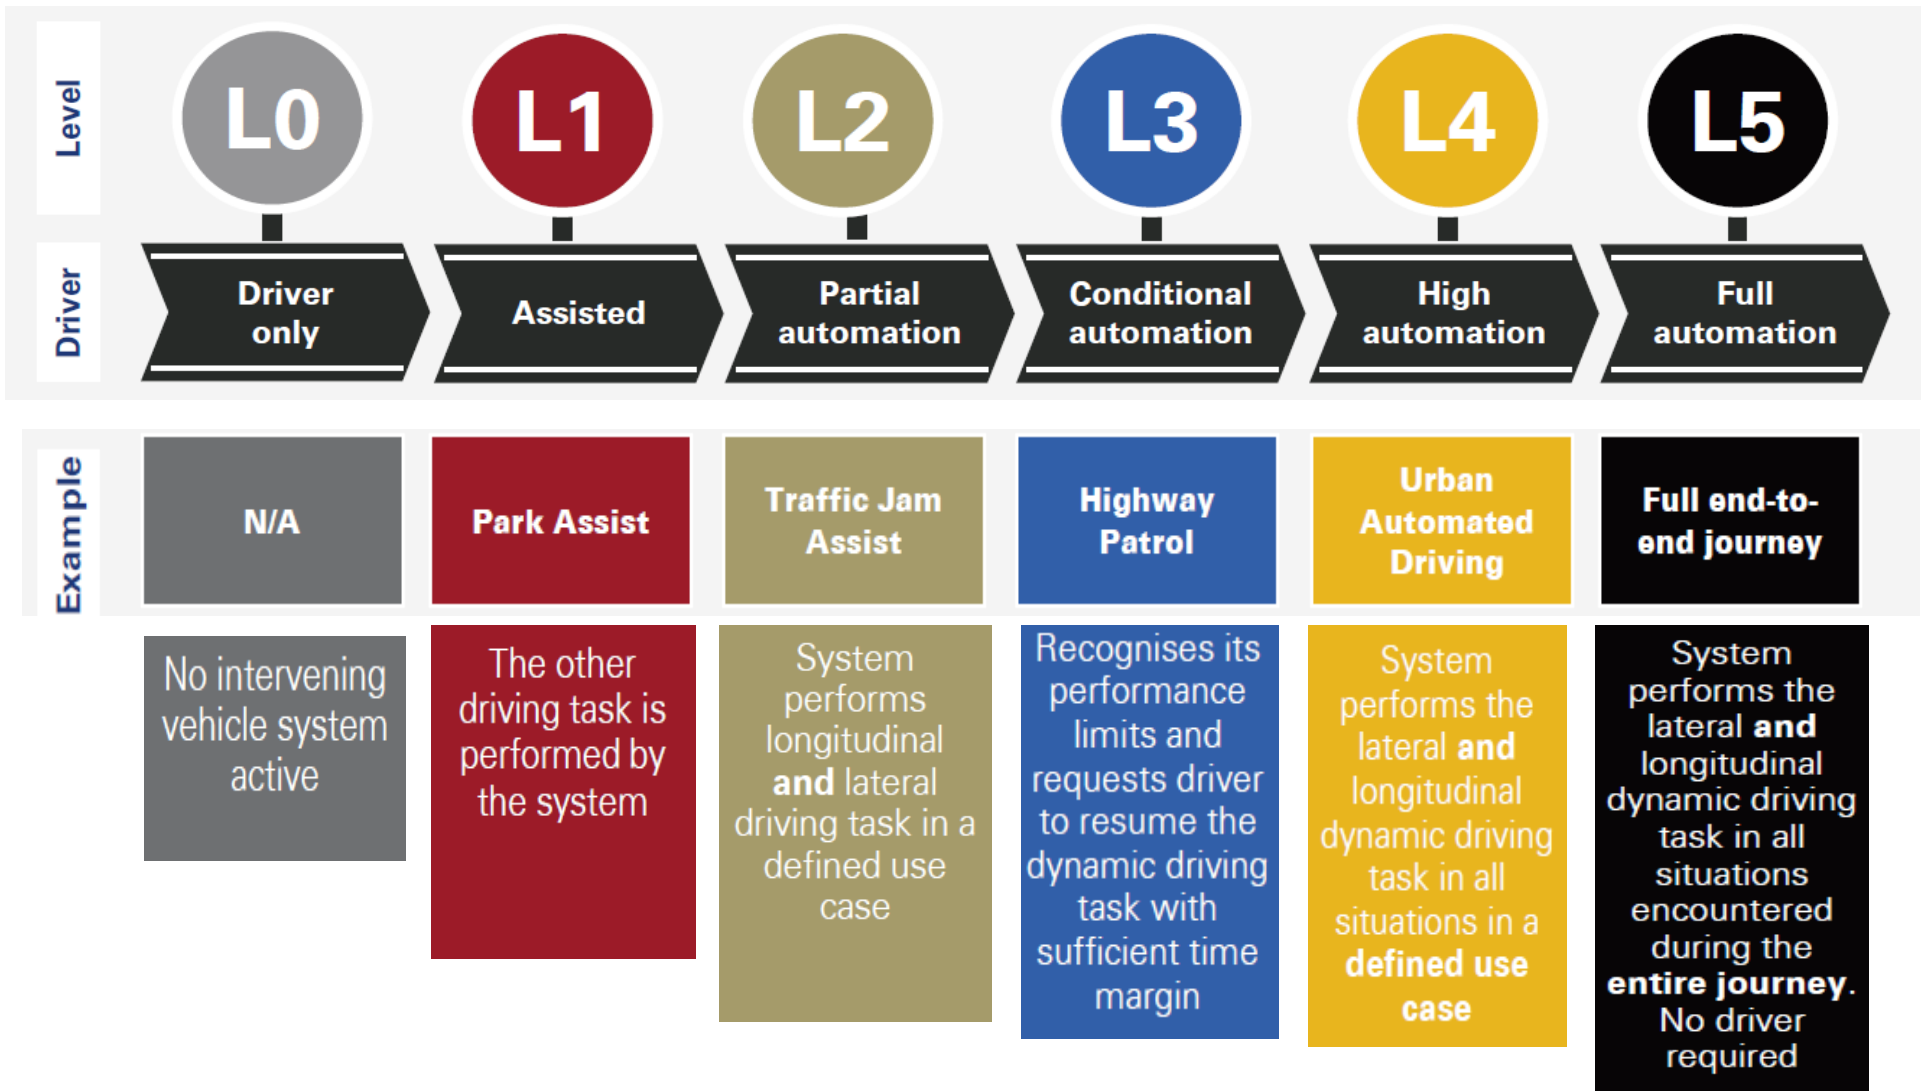 Level
L0
L1
L2
L3
L4
L5
Driver
Driver
only
Assisted
Partial
automation
Conditional
automation
High
automation
Full
automation
Example
N/A
Park Assist
Traffic Jam
Assist
Highway
Patrol
Urban
Automated
Driving
Full end-to-
end journey
No intervening
vehicle system
active
The other
driving task is
performed by
the system
System
performs
longitudinal
and lateral
driving task in a
defined use
case
Recognises its
performance
limits and
requests driver
to resume the
dynamic driving
task with
sufficient time
margin
System
performs the
lateral and
longitudinal
dynamic driving
task in all
situations in a
defined use
case
System
performs the
lateral and
longitudinal
dynamic driving
task in all
situations
encountered
during the
entire journey.
No driver
required